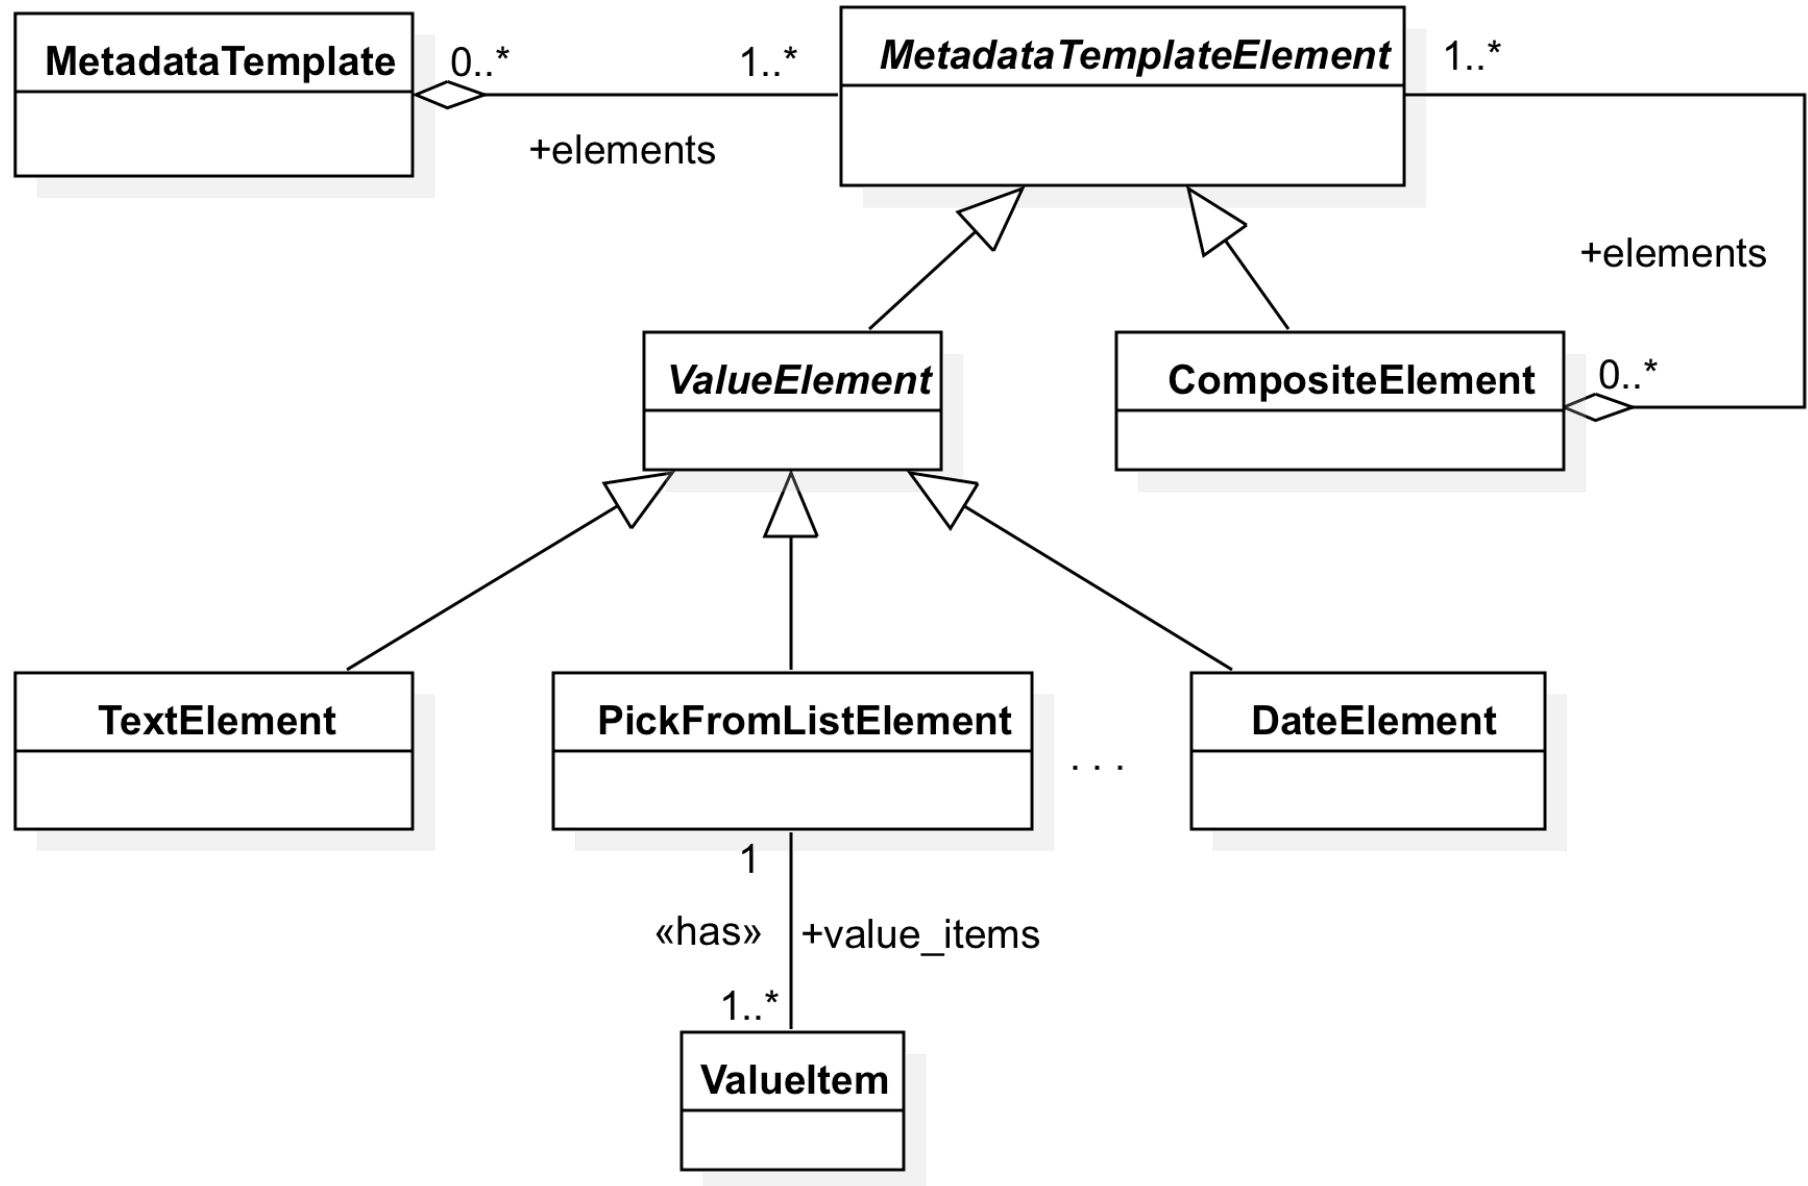 MetadataTemplate
0..*
1..*
+elements
MetadataTemplateElement
1..*
+elements
ValueElement
CompositeElement
0..*
TextElement
PickFromListElement
. . .
DateElement
1
«has»
+value_items
1..*
ValueItem